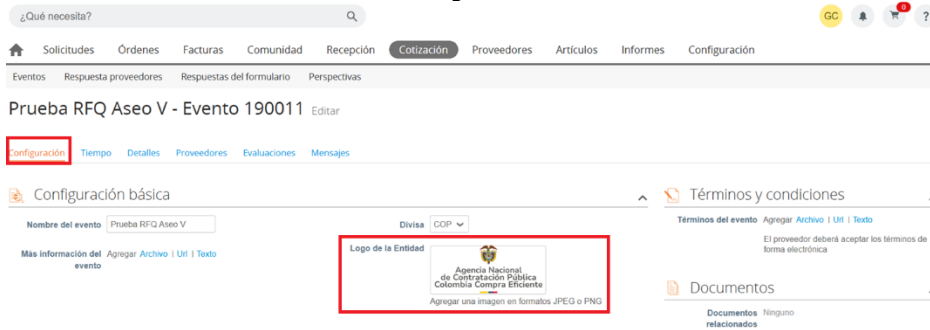 ¿Qué necesita?
GC
0
?
Solicitudes Órdenes Facturas Comunidad Recepción Cotización Proveedores Artículos Informes Configuración
Eventos Respuesta proveedores Respuestas del formulario Perspectivas
Prueba RFQ Aseo V - Evento 190011 Editar
Configuración Tiempo Detalles Proveedores Evaluaciones Mensajes
Configuración básica
Nombre del evento Prueba RFQ Aseo V
Más información del evento Agregar Archivo | Url | Texto
Divisa COP
Logo de la Entidad
Agencia Nacional
de Contratación Pública
Colombia Compra Eficiente
Agregar una imagen en formatos JPEG o PNG
Términos y condiciones
Términos del evento Agregar Archivo | Url | Texto
El proveedor deberá aceptar los términos de
forma electrónica
Documentos
Documentos relacionados Ninguno